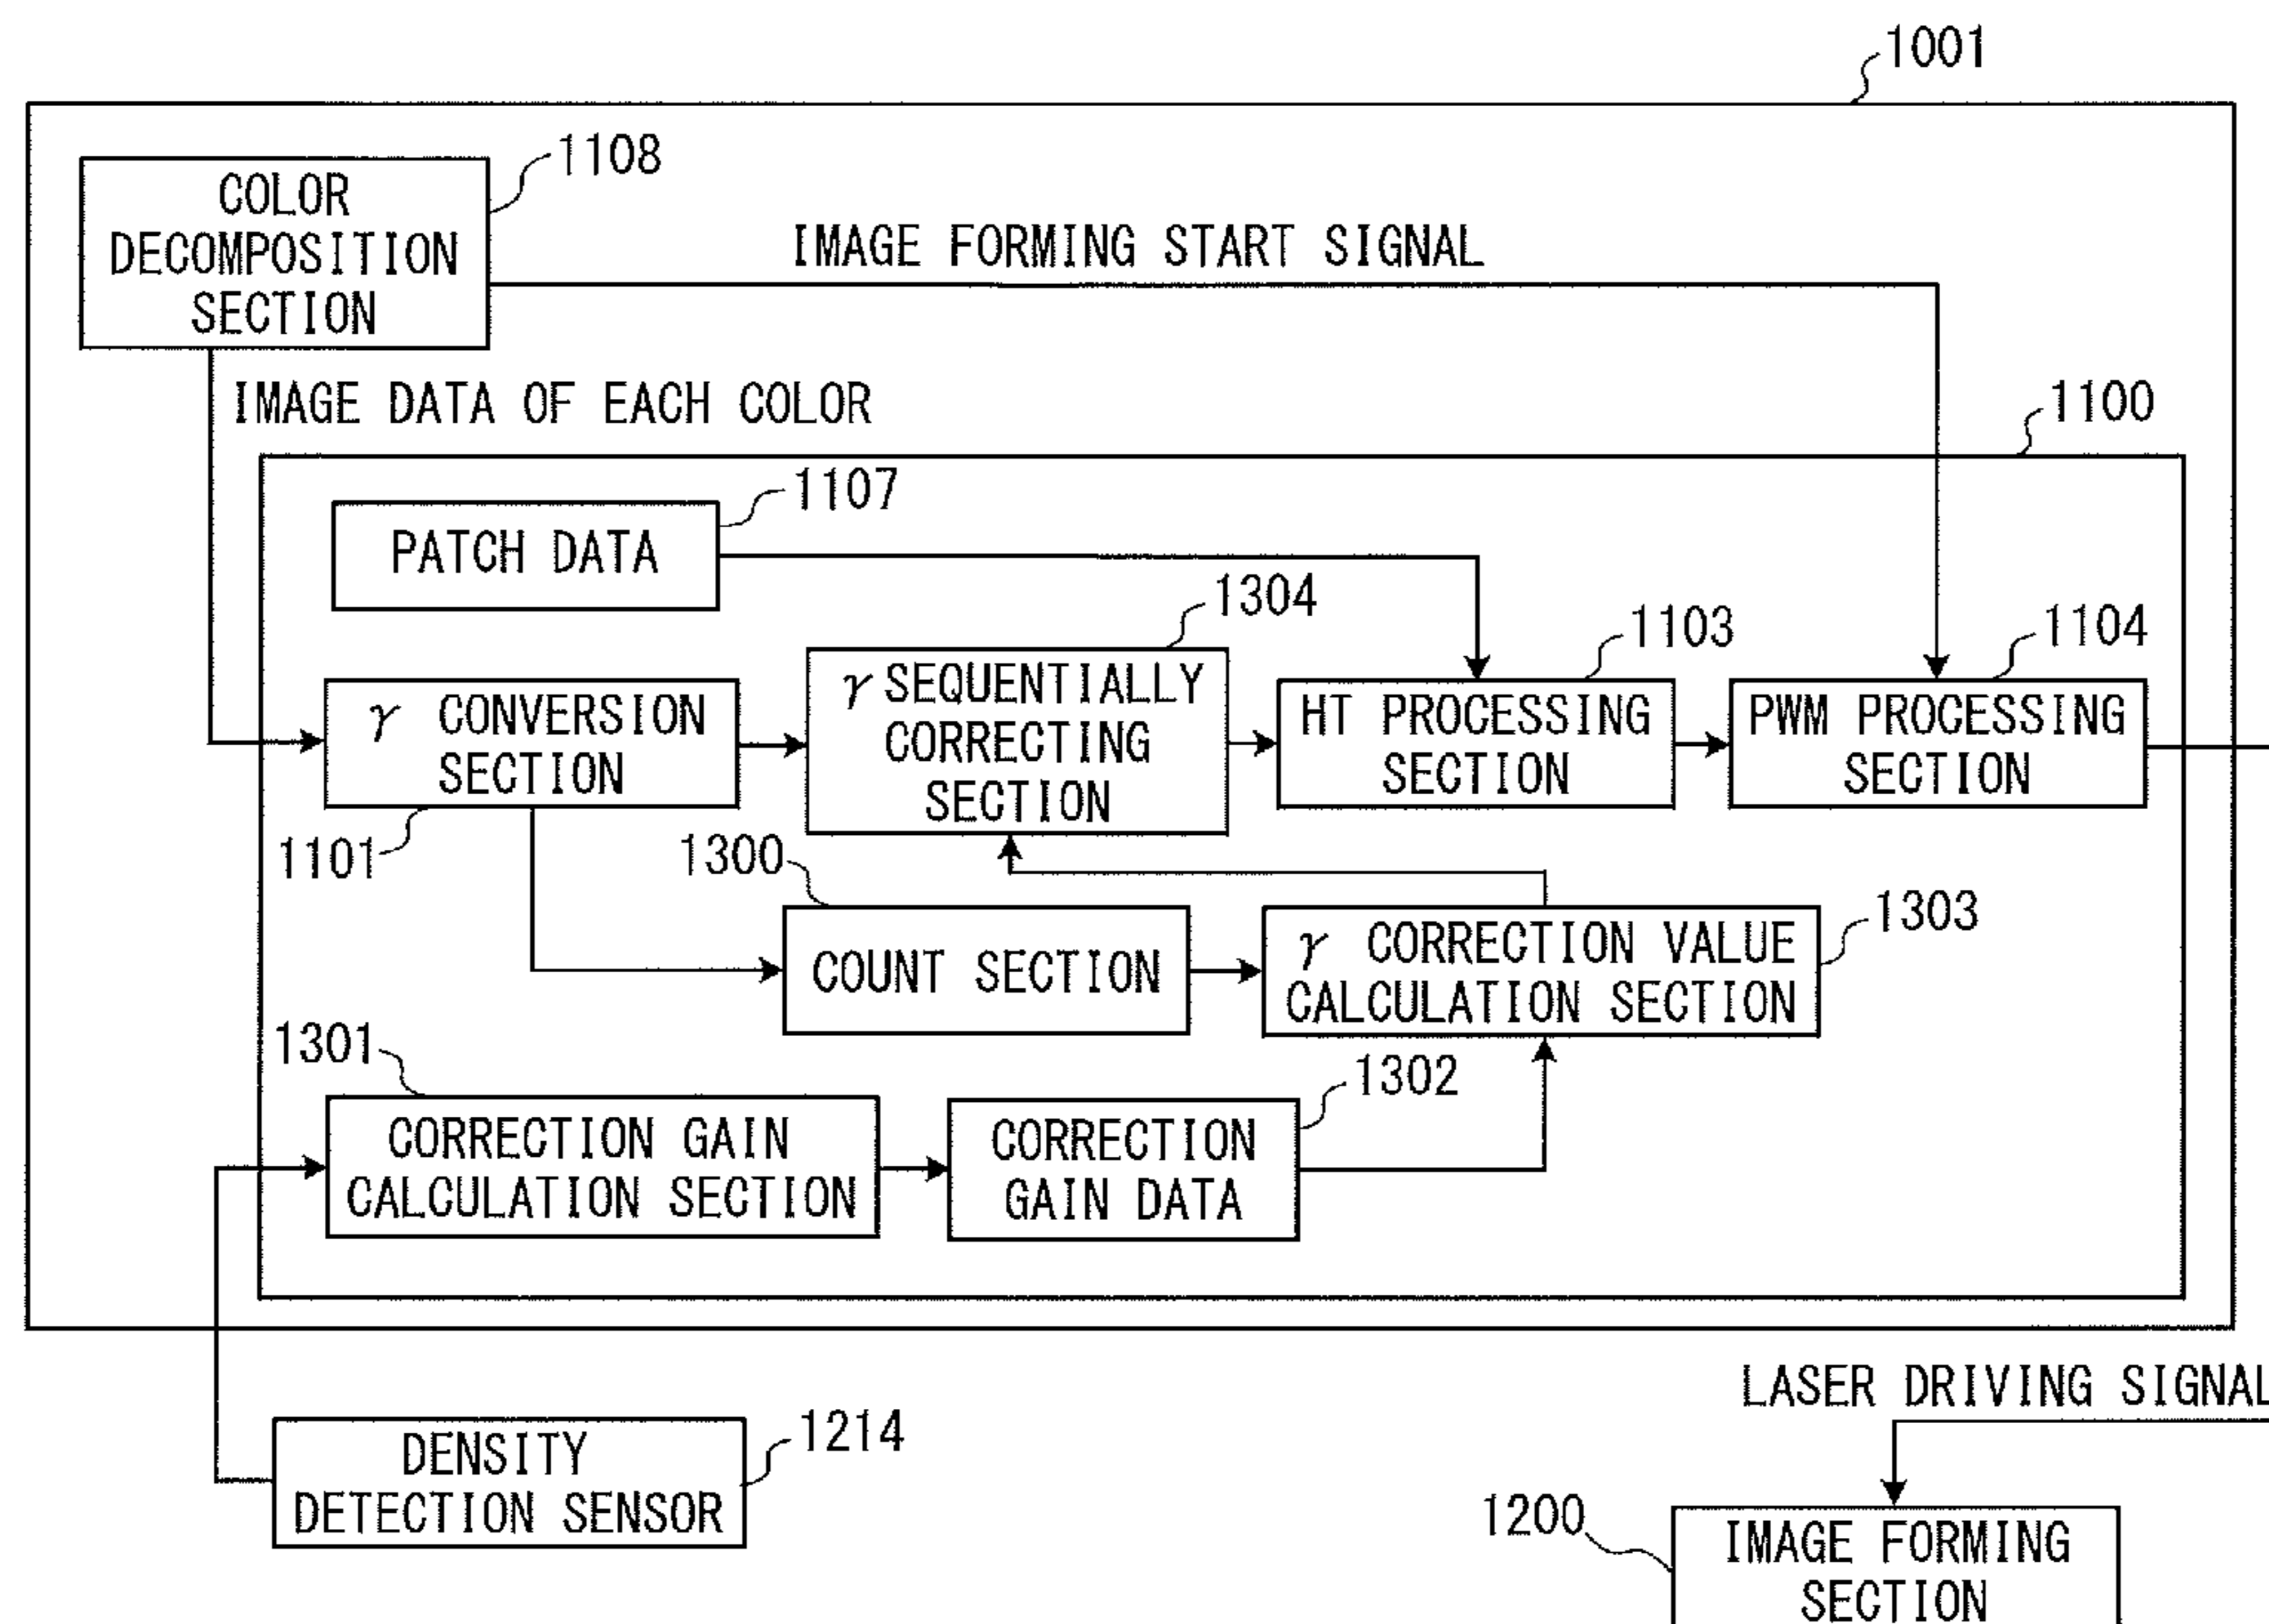 1001
1108
COLOR
DECOMPOSITION
SECTION
IMAGE FORMING START SIGNAL
IMAGE DATA OF EACH COLOR
1100
1107
PATCH DATA
1304
1103
1104
γ CONVERSION
SECTION
γ SEQUENTIALLY
CORRECTING
SECTION
HT PROCESSING
SECTION
PWM PROCESSING
SECTION
1101
1300
1303
COUNT SECTION
γ CORRECTION VALUE
CALCULATION SECTION
1301
1302
CORRECTION GAIN
CALCULATION SECTION
CORRECTION
GAIN DATA
LASER DRIVING SIGNAL
1214
DENSITY
DETECTION SENSOR
1200
IMAGE FORMING
SECTION